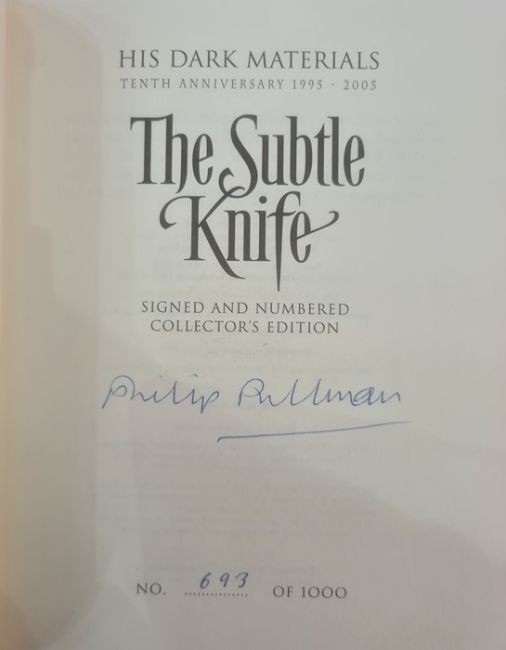 HIS DARK MATERIALS
TENTH ANNIVERSARY 1995 - 2005
The Subtle
Knife
SIGNED AND NUMBERED
COLLECTOR'S EDITION
Philip Pullman
NO. 693 OF 1000